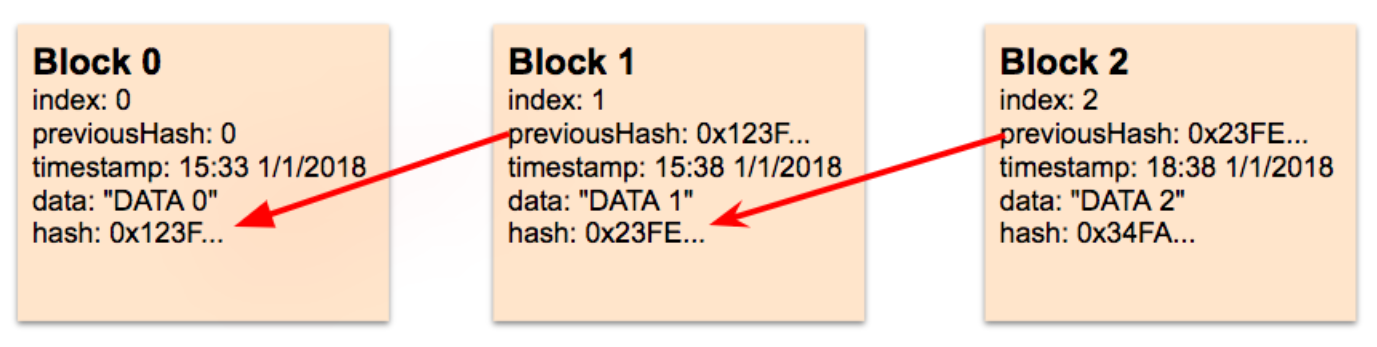 Block 0
index: 0
previousHash: 0
timestamp: 15:33 1/1/2018
data: "DATA 0"
hash: 0x123F...
Block 1
index: 1
previousHash: 0x123F...
timestamp: 15:38 1/1/2018
data: "DATA 1"
hash: 0x23FE...
Block 2
index: 2
previousHash: 0x23FE...
timestamp: 18:38 1/1/2018
data: "DATA 2"
hash: 0x34FA...